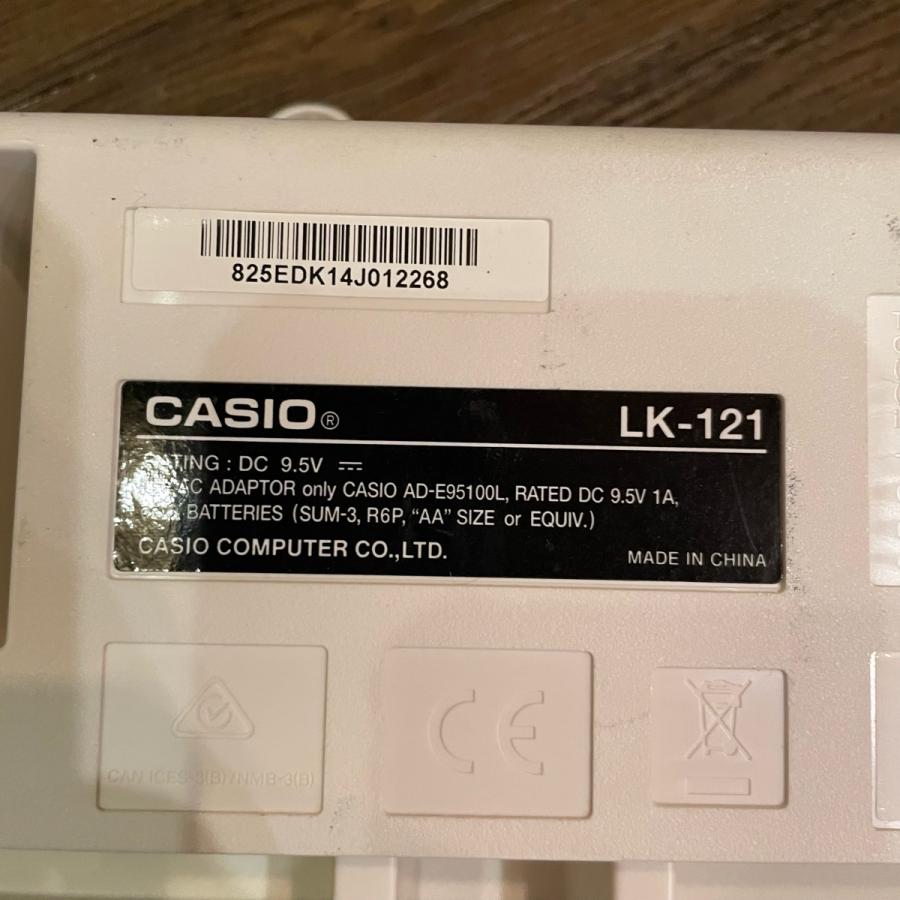 825EDK14J012268
CASIO®
LK-121
RATING : DC 9.5V ⎓
AC ADAPTOR only CASIO AD-E95100L, RATED DC 9.5V 1A,
BATTERIES (SUM-3, R6P, “AA” SIZE or EQUIV.)
CASIO COMPUTER CO.,LTD.
MADE IN CHINA
CAN ICES-3(B)/NMB-3(B)
CE